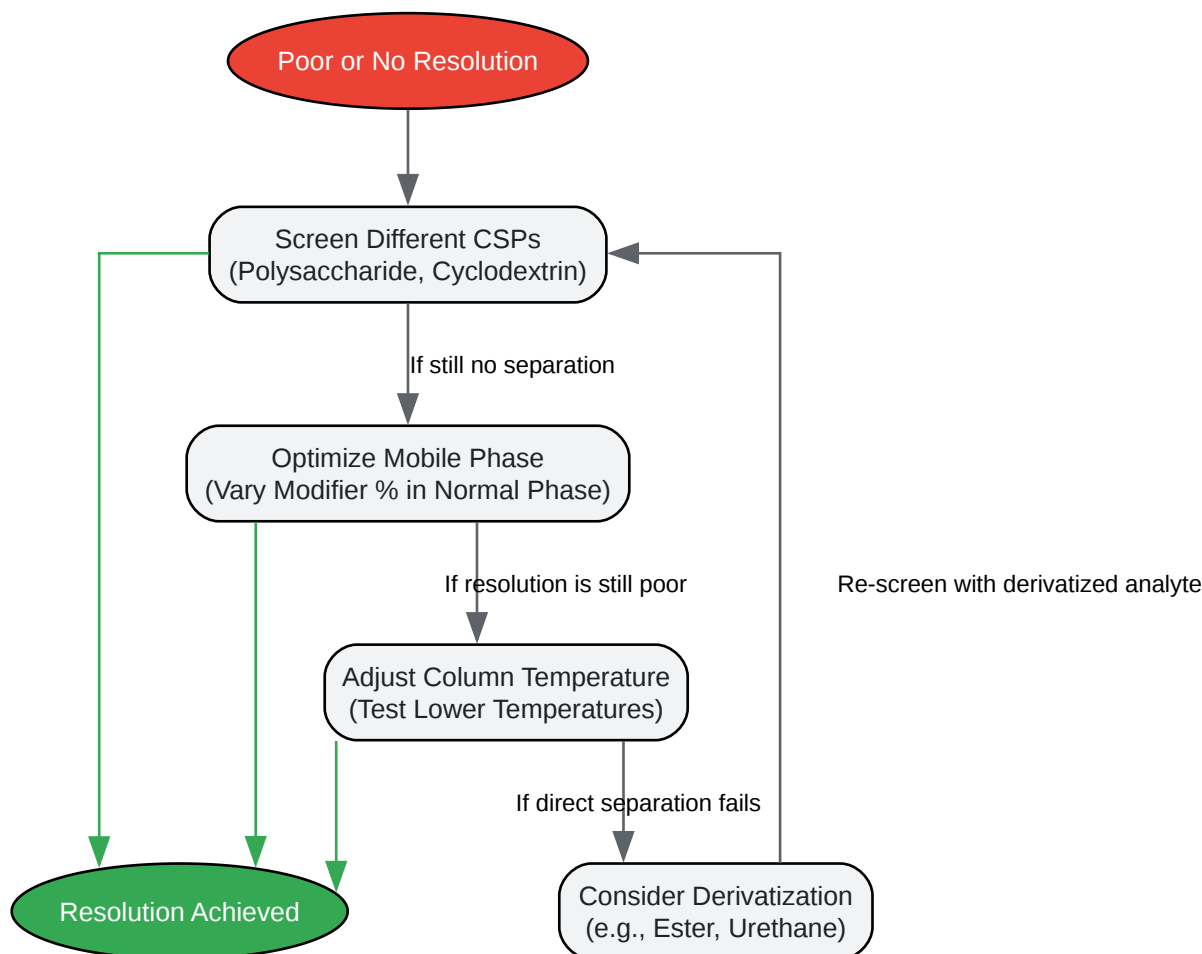 Poor or No Resolution
Screen Different CSPs
(Polysaccharide, Cyclodextrin)
If still no separation
Optimize Mobile Phase
(Vary Modifier % in Normal Phase)
If resolution is still poor
Re-screen with derivatized analyte
Adjust Column Temperature
(Test Lower Temperatures)
If direct separation fails
Resolution Achieved
Consider Derivatization
(e.g., Ester, Urethane)